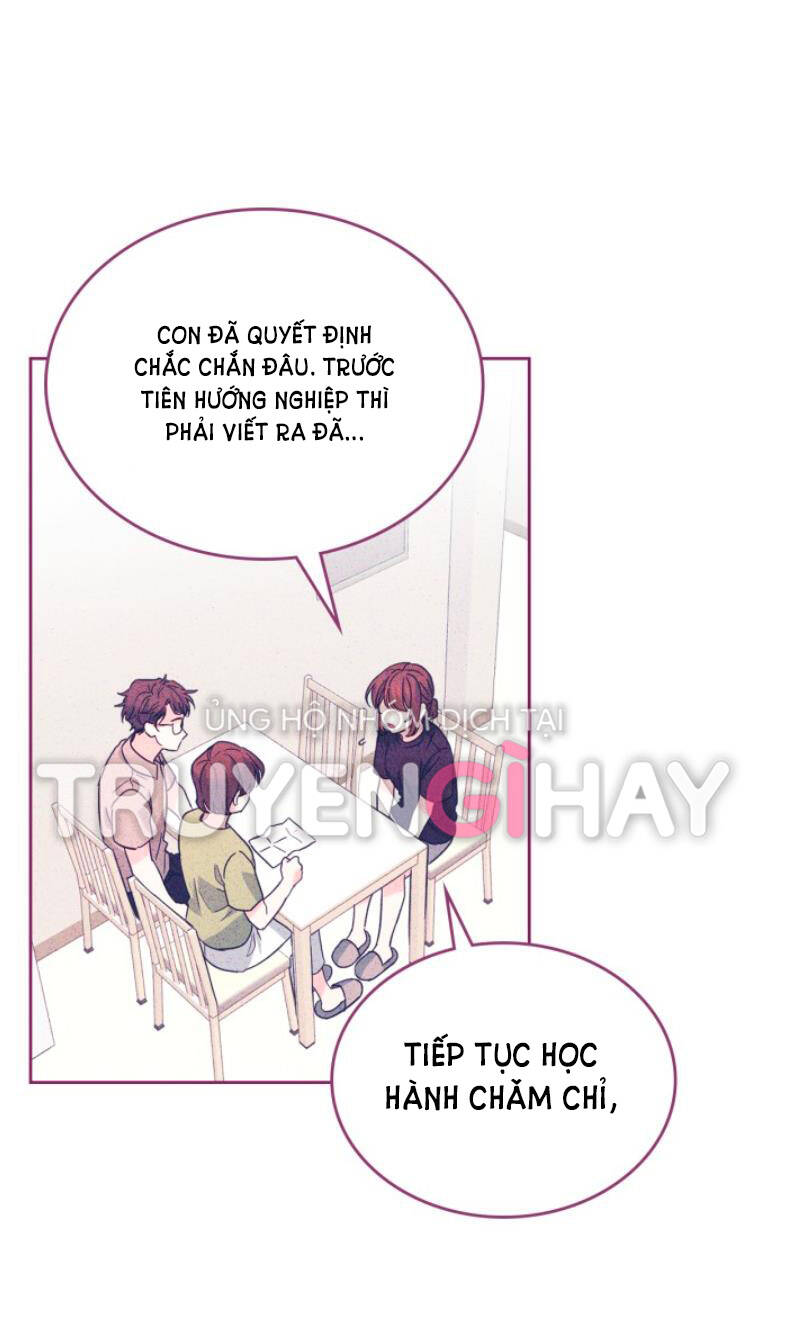 CON ĐÃ QUYẾT ĐỊNH
CHẮC CHẮN ĐÂU. TRƯỚC
TIÊN HƯỚNG NGHIỆP THÌ
PHẢI VIẾT RA ĐÃ...
ỦNG HỘ NHÓM DỊCH TẠI
TRUYENGÌHAY
TIẾP TỤC HỌC
HÀNH CHĂM CHỈ,